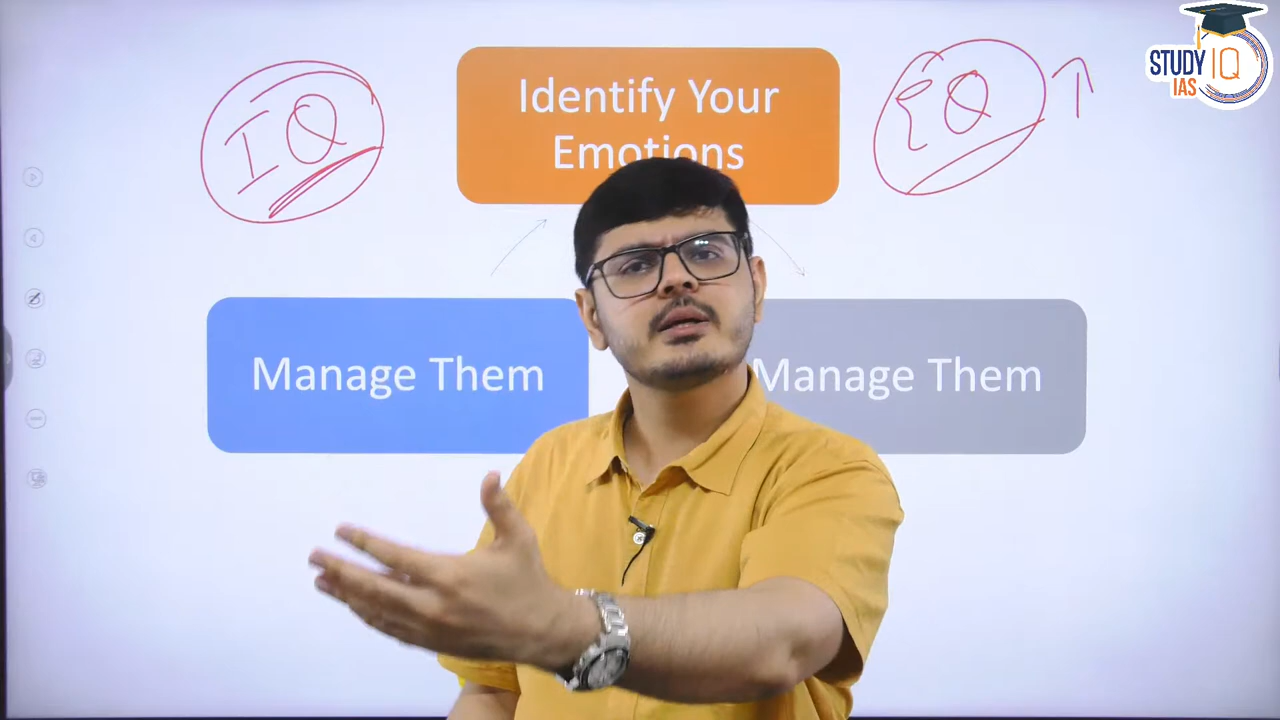 IQ
Identify Your
Emotions
EQ ↑
STUDY IQ
IAS
Manage Them
Manage Them